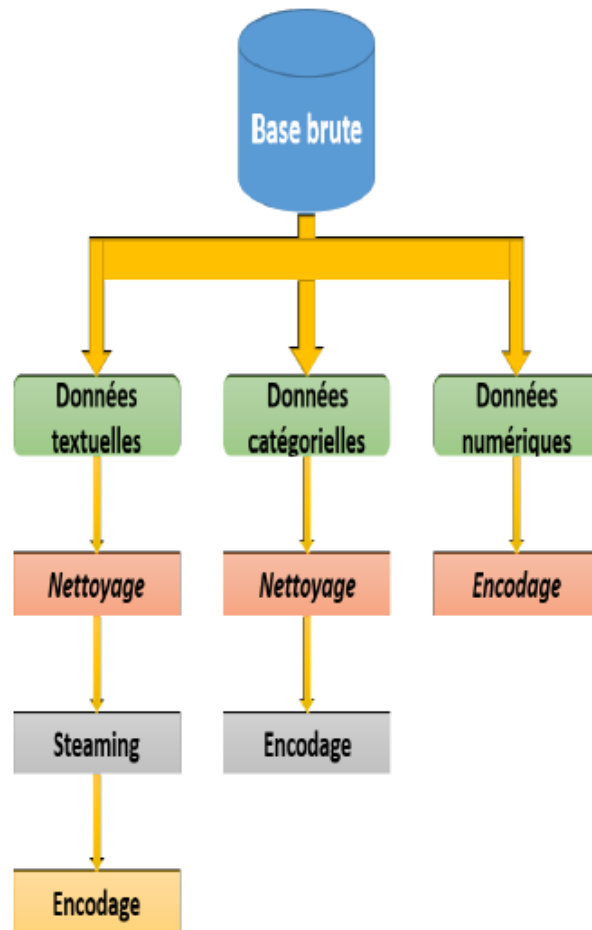 Base brute
Données
textuelles
Données
catégorielles
Données
numériques
Nettoyage
Nettoyage
Encodage
Steaming
Encodage
Encodage